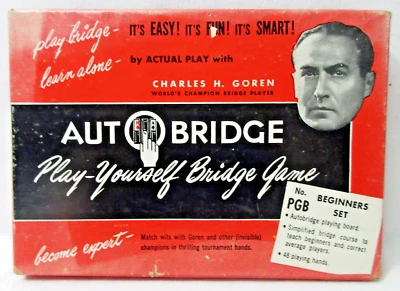 play bridge-
learn alone-
IT'S EASY! IT'S FUN! IT'S SMART!
by ACTUAL PLAY with
CHARLES H. GOREN
WORLD'S CHAMPION BRIDGE PLAYER
AUTOBRIDGE
Play-Yourself Bridge Game
No.
PGB
BEGINNERS
SET
• Autobridge playing board.
• Simplified bridge course to
teach beginners and correct
average players.
• 48 playing hands.
become expert-
Match wits with Goren and other (invisible)
champions in thrilling tournament hands.